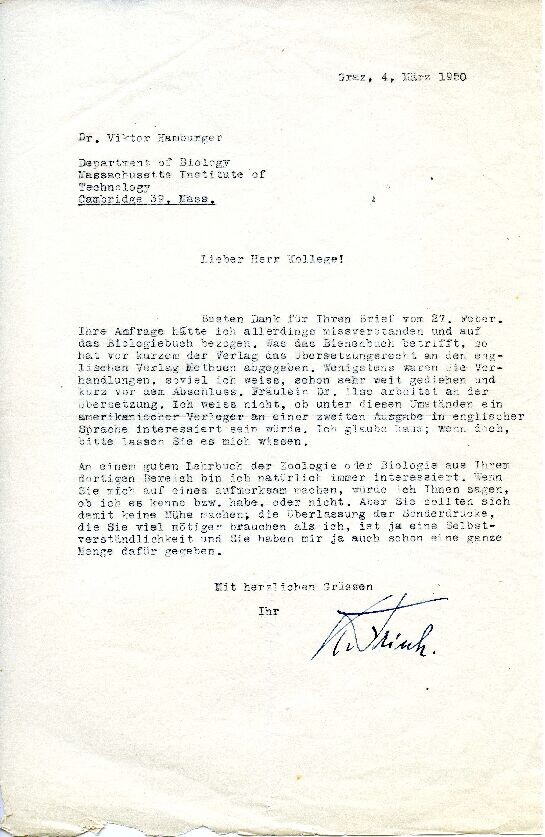 Graz, 4. März 1950
Dr. Viktor Hamburger
Department of Biology
Massachusetts Institute of
Technology
Cambridge 39, Mass.
Lieber Herr Kollege!
Besten Dank für Ihren Brief vom 27. Feber.
Ihre Anfrage hätte ich allerdings missverstanden und auf
das Biologiebuch bezogen. Was das Bienenbuch betrifft, so
hat vor kurzem der Verlag das Übersetzungsrecht an den eng-
lischen Verlag Methuen abgegeben. Wenigstens waren die Ver-
handlungen, soviel ich weiss, schon sehr weit gediehen und
kurz vor dem Abschluss. Fräulein Dr. Ilse arbeitet an der
Übersetzung. Ich weiss nicht, ob unter diesen Umständen ein
amerikanischer Verleger an einer zweiten Ausgabe in englischer
Sprache interessiert sein würde. Ich glaube kaum; wenn doch,
bitte lassen Sie es mich wissen.
An einem guten Lehrbuch der Zoologie oder Biologie aus Ihrem
dortigen Bereich bin ich natürlich immer interessiert. Wenn
Sie mich auf eines aufmerksam machen, würde ich Ihnen sagen,
ob ich es kenne bzw. habe, oder nicht. Aber Sie sollten sich
damit keine Mühe machen; die Überlassung der Sonderdrucke,
die Sie viel nötiger brauchen als ich, ist ja eine Selbst-
verständlichkeit und Sie haben mir ja auch schon eine ganze
Menge dafür gegeben.
Mit herzlichen Grüssen
Ihr
K. v. Frisch.